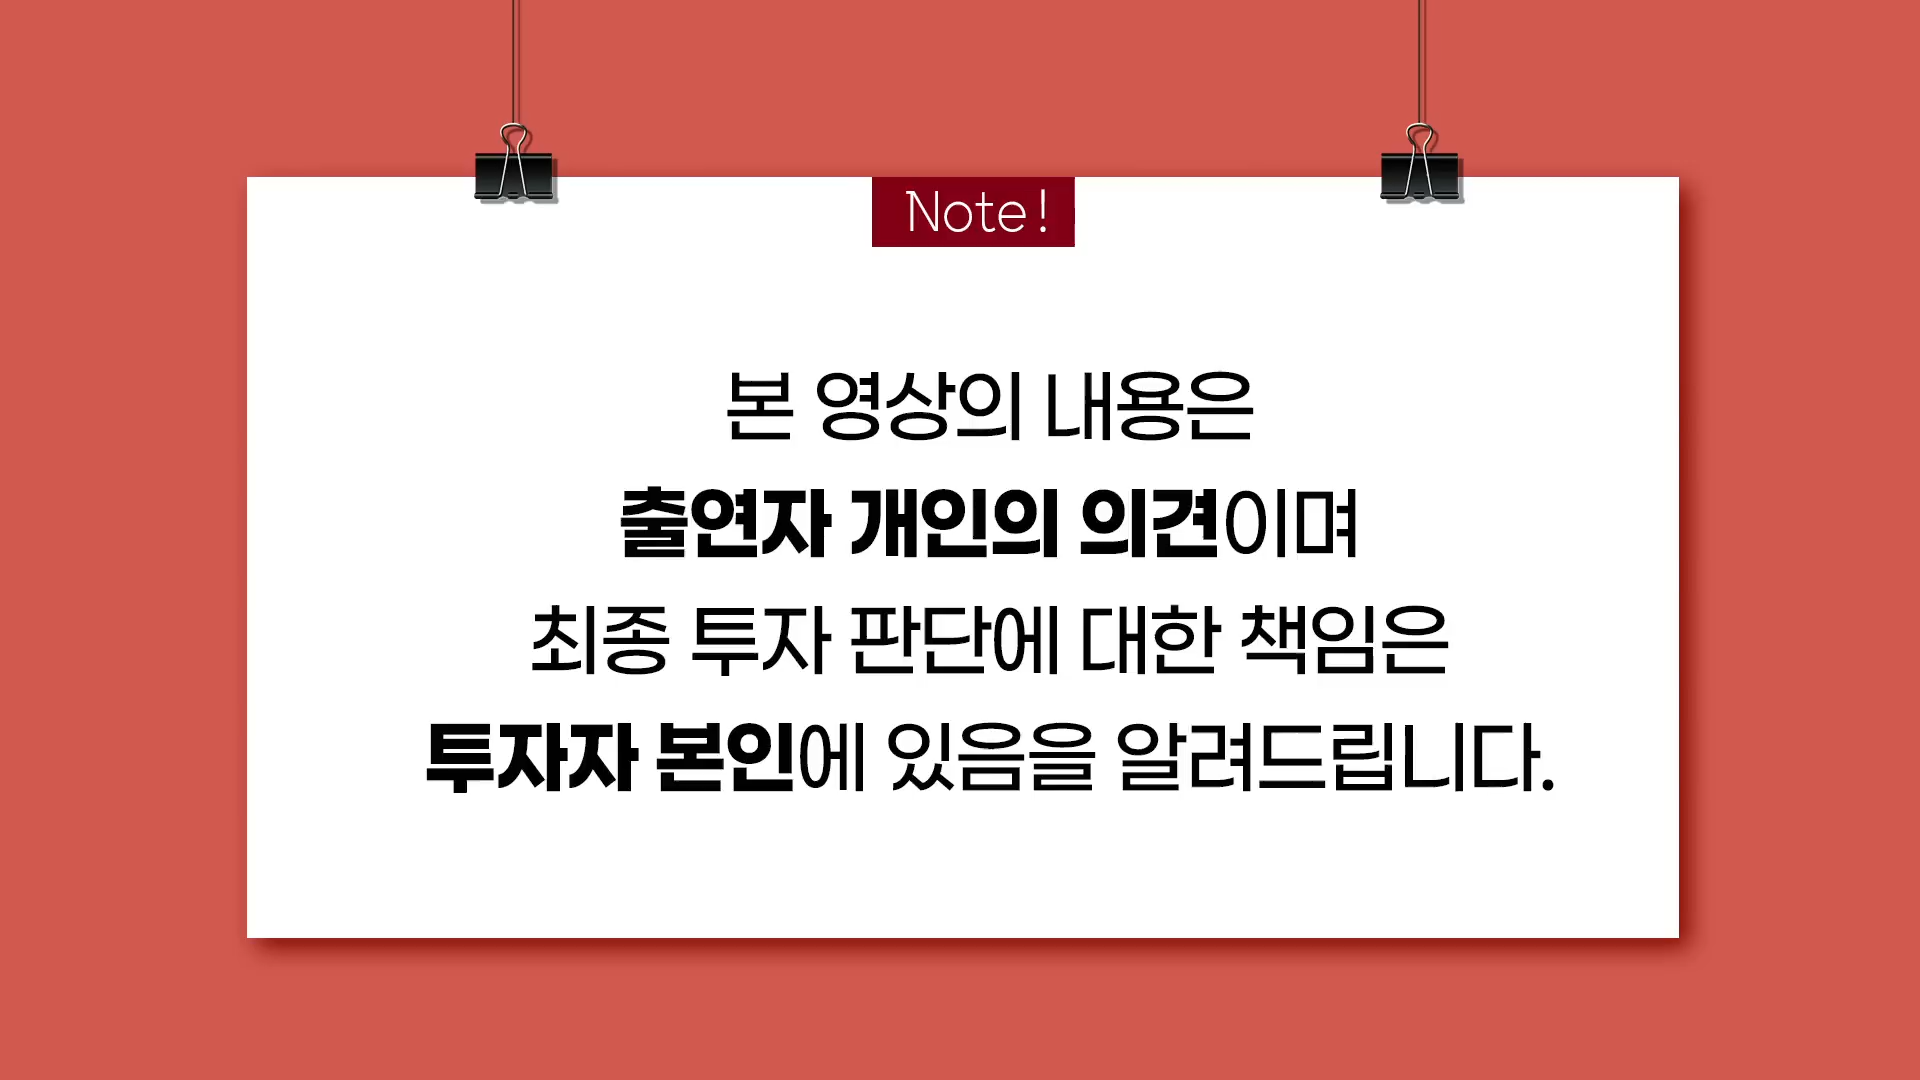 Note!
본 영상의 내용은
출연자 개인의 의견이며
최종 투자 판단에 대한 책임은
투자자 본인에 있음을 알려드립니다.